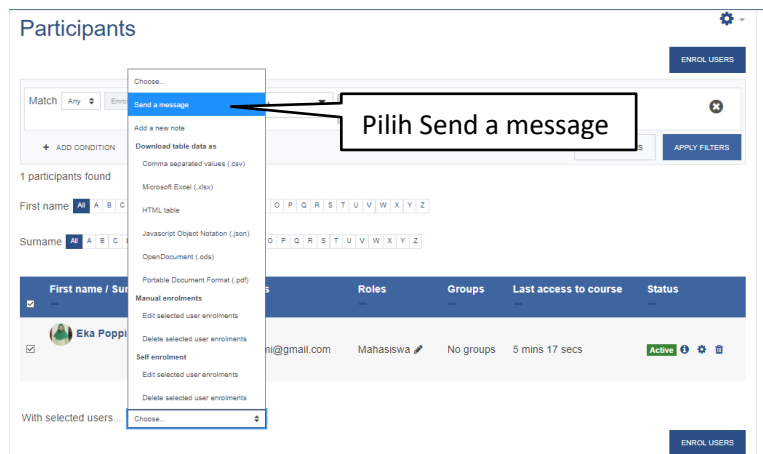 Participants
ENROL USERS
Choose...
Match Any
Send a message
Pilih Send a message
Add a new note
+ ADD CONDITION
Download table data as
APPLY FILTERS
Comma separated values (.csv)
1 participants found
Microsoft Excel (.xlsx)
First name All A B C O P Q R S T U V W X Y Z
HTML table
Javascript Object Notation (.json)
Surname All A B C O P Q R S T U V W X Y Z
OpenDocument (.ods)
Portable Document Format (.pdf)
First name / Sur Roles Groups Last access to course Status
Manual enrolments
Edit selected user enrolments
Eka Poppi
Delete selected user enrolments
mi@gmail.com Mahasiswa No groups 5 mins 17 secs Active
Self enrolment
Edit selected user enrolments
Delete selected user enrolments
With selected users... Choose...
ENROL USERS